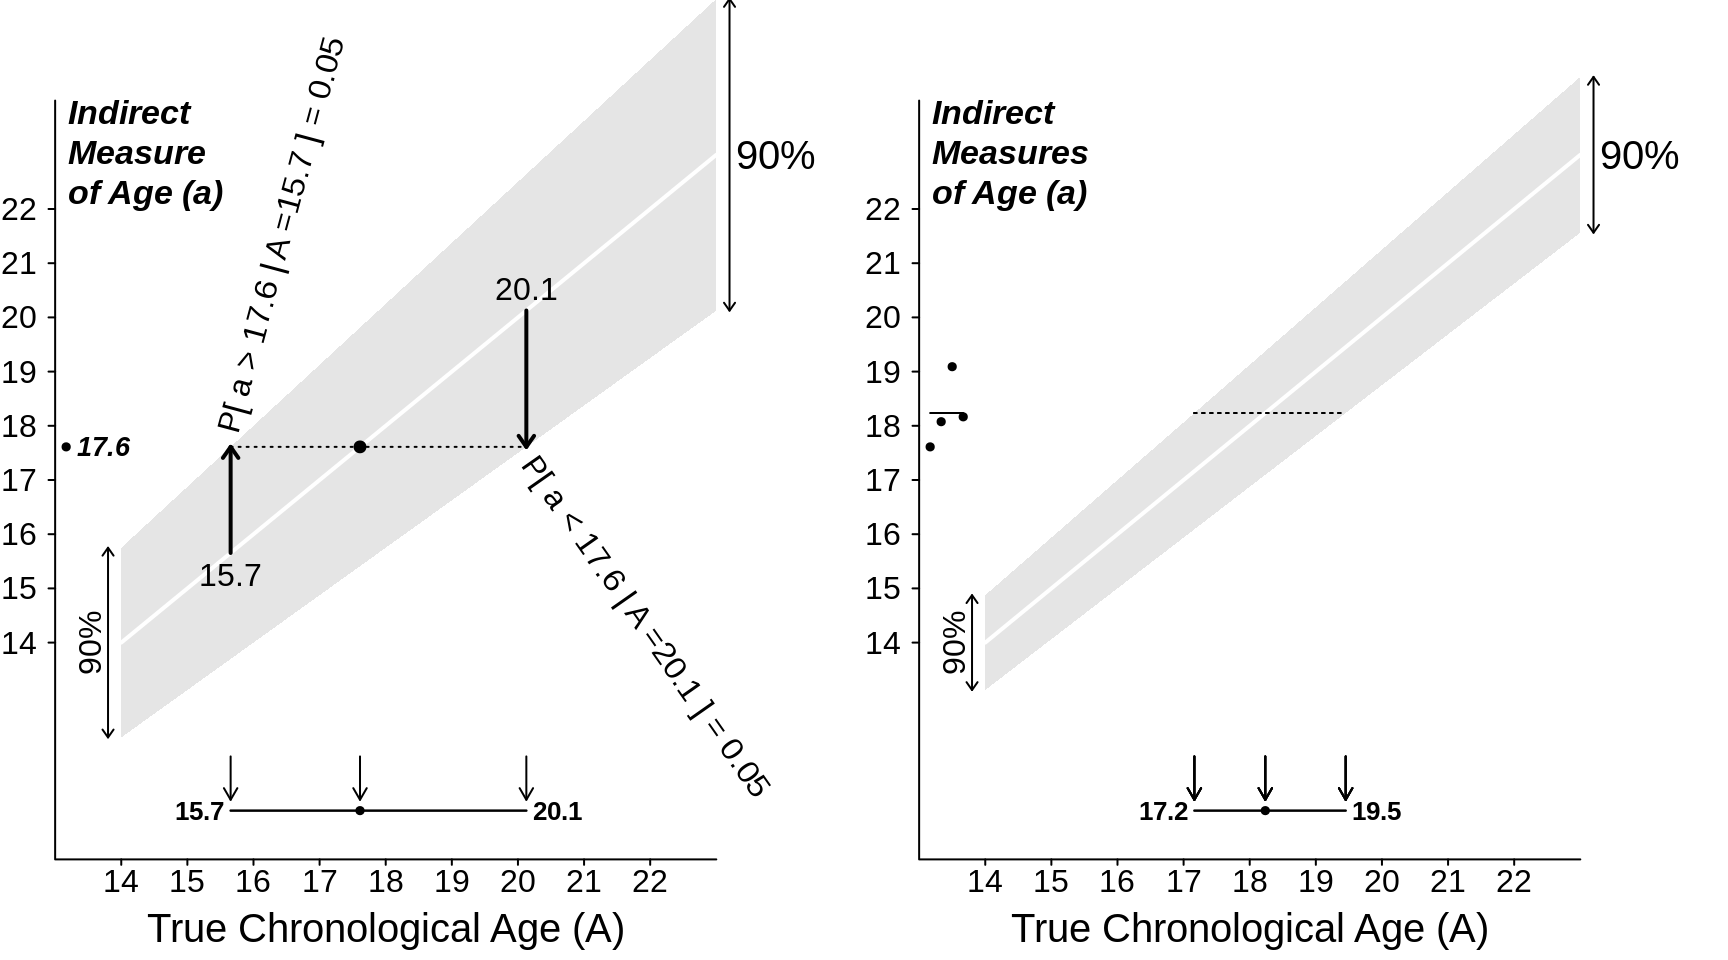 Indirect
Measure
of Age (a)
22
21
20
19
18
17
16
15
14
17.6
P[ a > 17.6 | A =15.7 ] = 0.05
20.1
90%
15.7
P[ a < 17.6 | A =20.1 ] = 0.05
90%
15.7
20.1
14 15 16 17 18 19 20 21 22
True Chronological Age (A)
Indirect
Measures
of Age (a)
22
21
20
19
18
17
16
15
14
90%
90%
17.2
19.5
14 15 16 17 18 19 20 21 22
True Chronological Age (A)